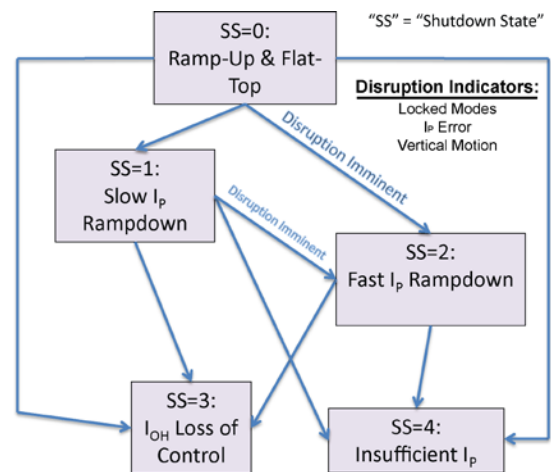 SS=0:
Ramp-Up & Flat-
Top
“SS” = “Shutdown State”
Disruption Indicators:
Locked Modes
IP Error
Vertical Motion
Disruption Imminent
SS=1:
Slow IP
Rampdown
Disruption Imminent
SS=2:
Fast IP Rampdown
SS=3:
IOH Loss of
Control
SS=4:
Insufficient IP